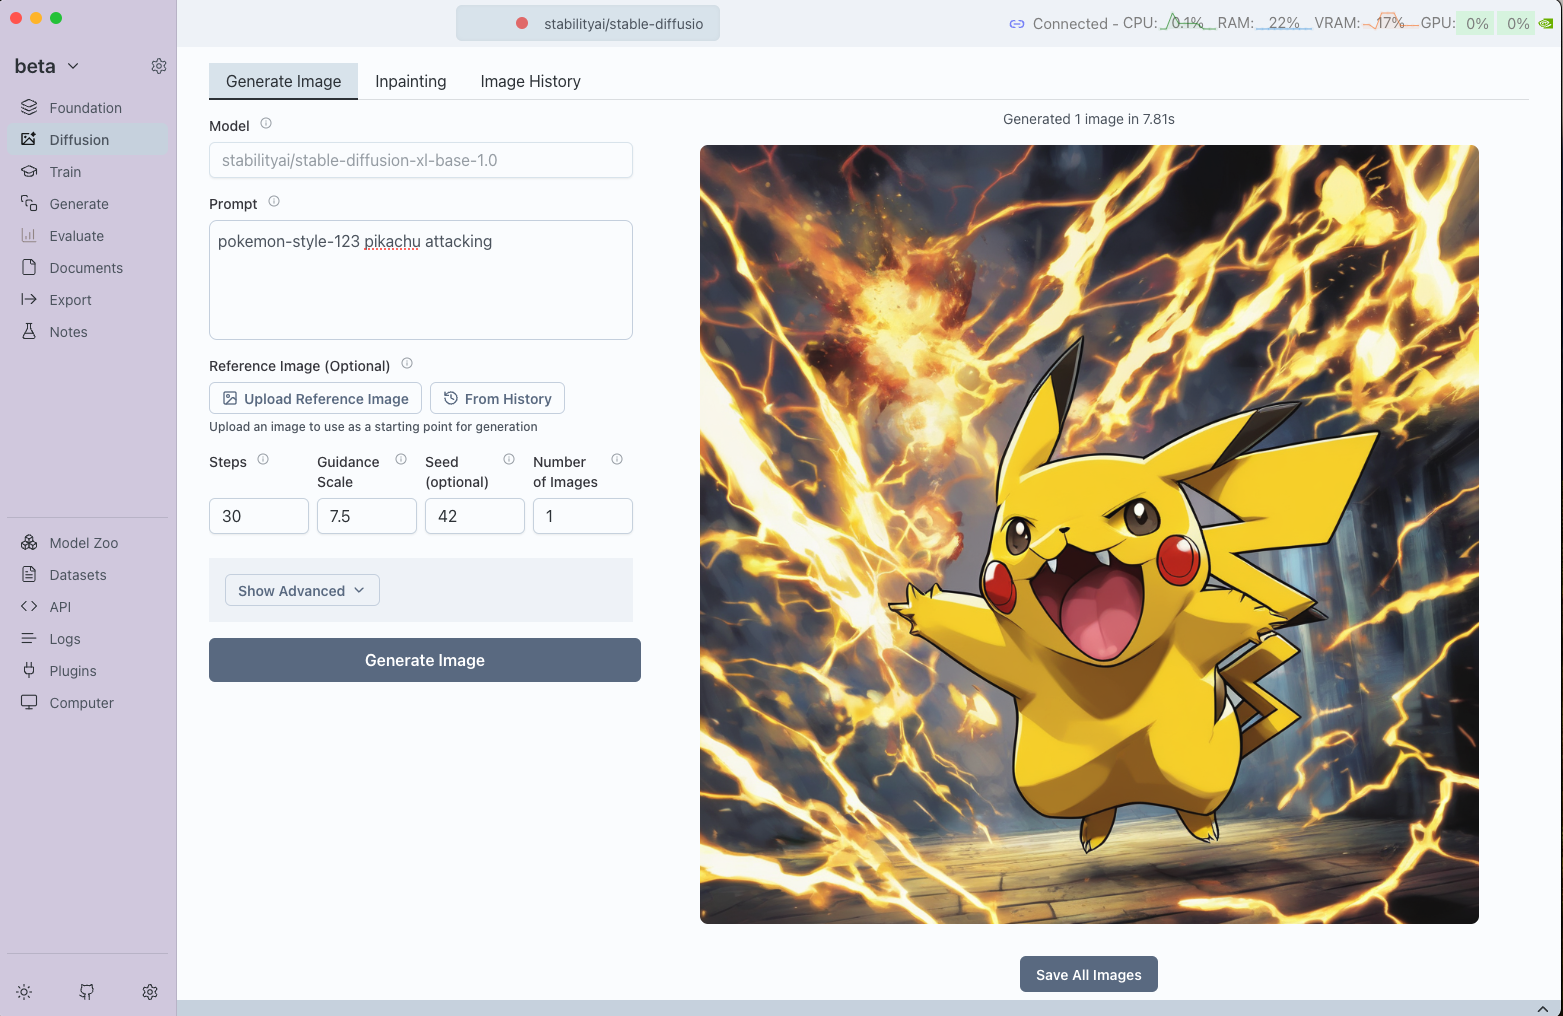 stabilityai/stable-diffusio
Connected - CPU: 0.1% RAM: 22% VRAM: 17% GPU: 0% 0%
beta
Foundation
Diffusion
Train
Generate
Evaluate
Documents
Export
Notes
Model Zoo
Datasets
API
Logs
Plugins
Computer
Generate Image
Inpainting
Image History
Model
stabilityai/stable-diffusion-xl-base-1.0
Prompt
pokemon-style-123 pikachu attacking
Reference Image (Optional)
Upload Reference Image
From History
Upload an image to use as a starting point for generation
Steps
Guidance
Scale
Seed
(optional)
Number
of Images
30
7.5
42
1
Show Advanced
Generate Image
Generated 1 image in 7.81s
Save All Images